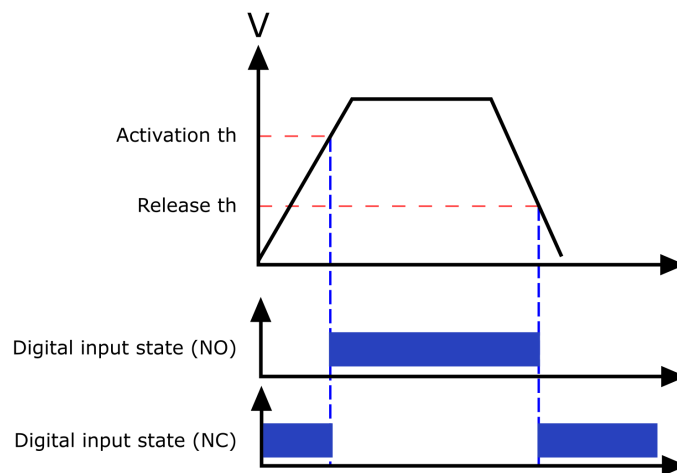 V
Activation th
Release th
Digital input state (NO)
Digital input state (NC)